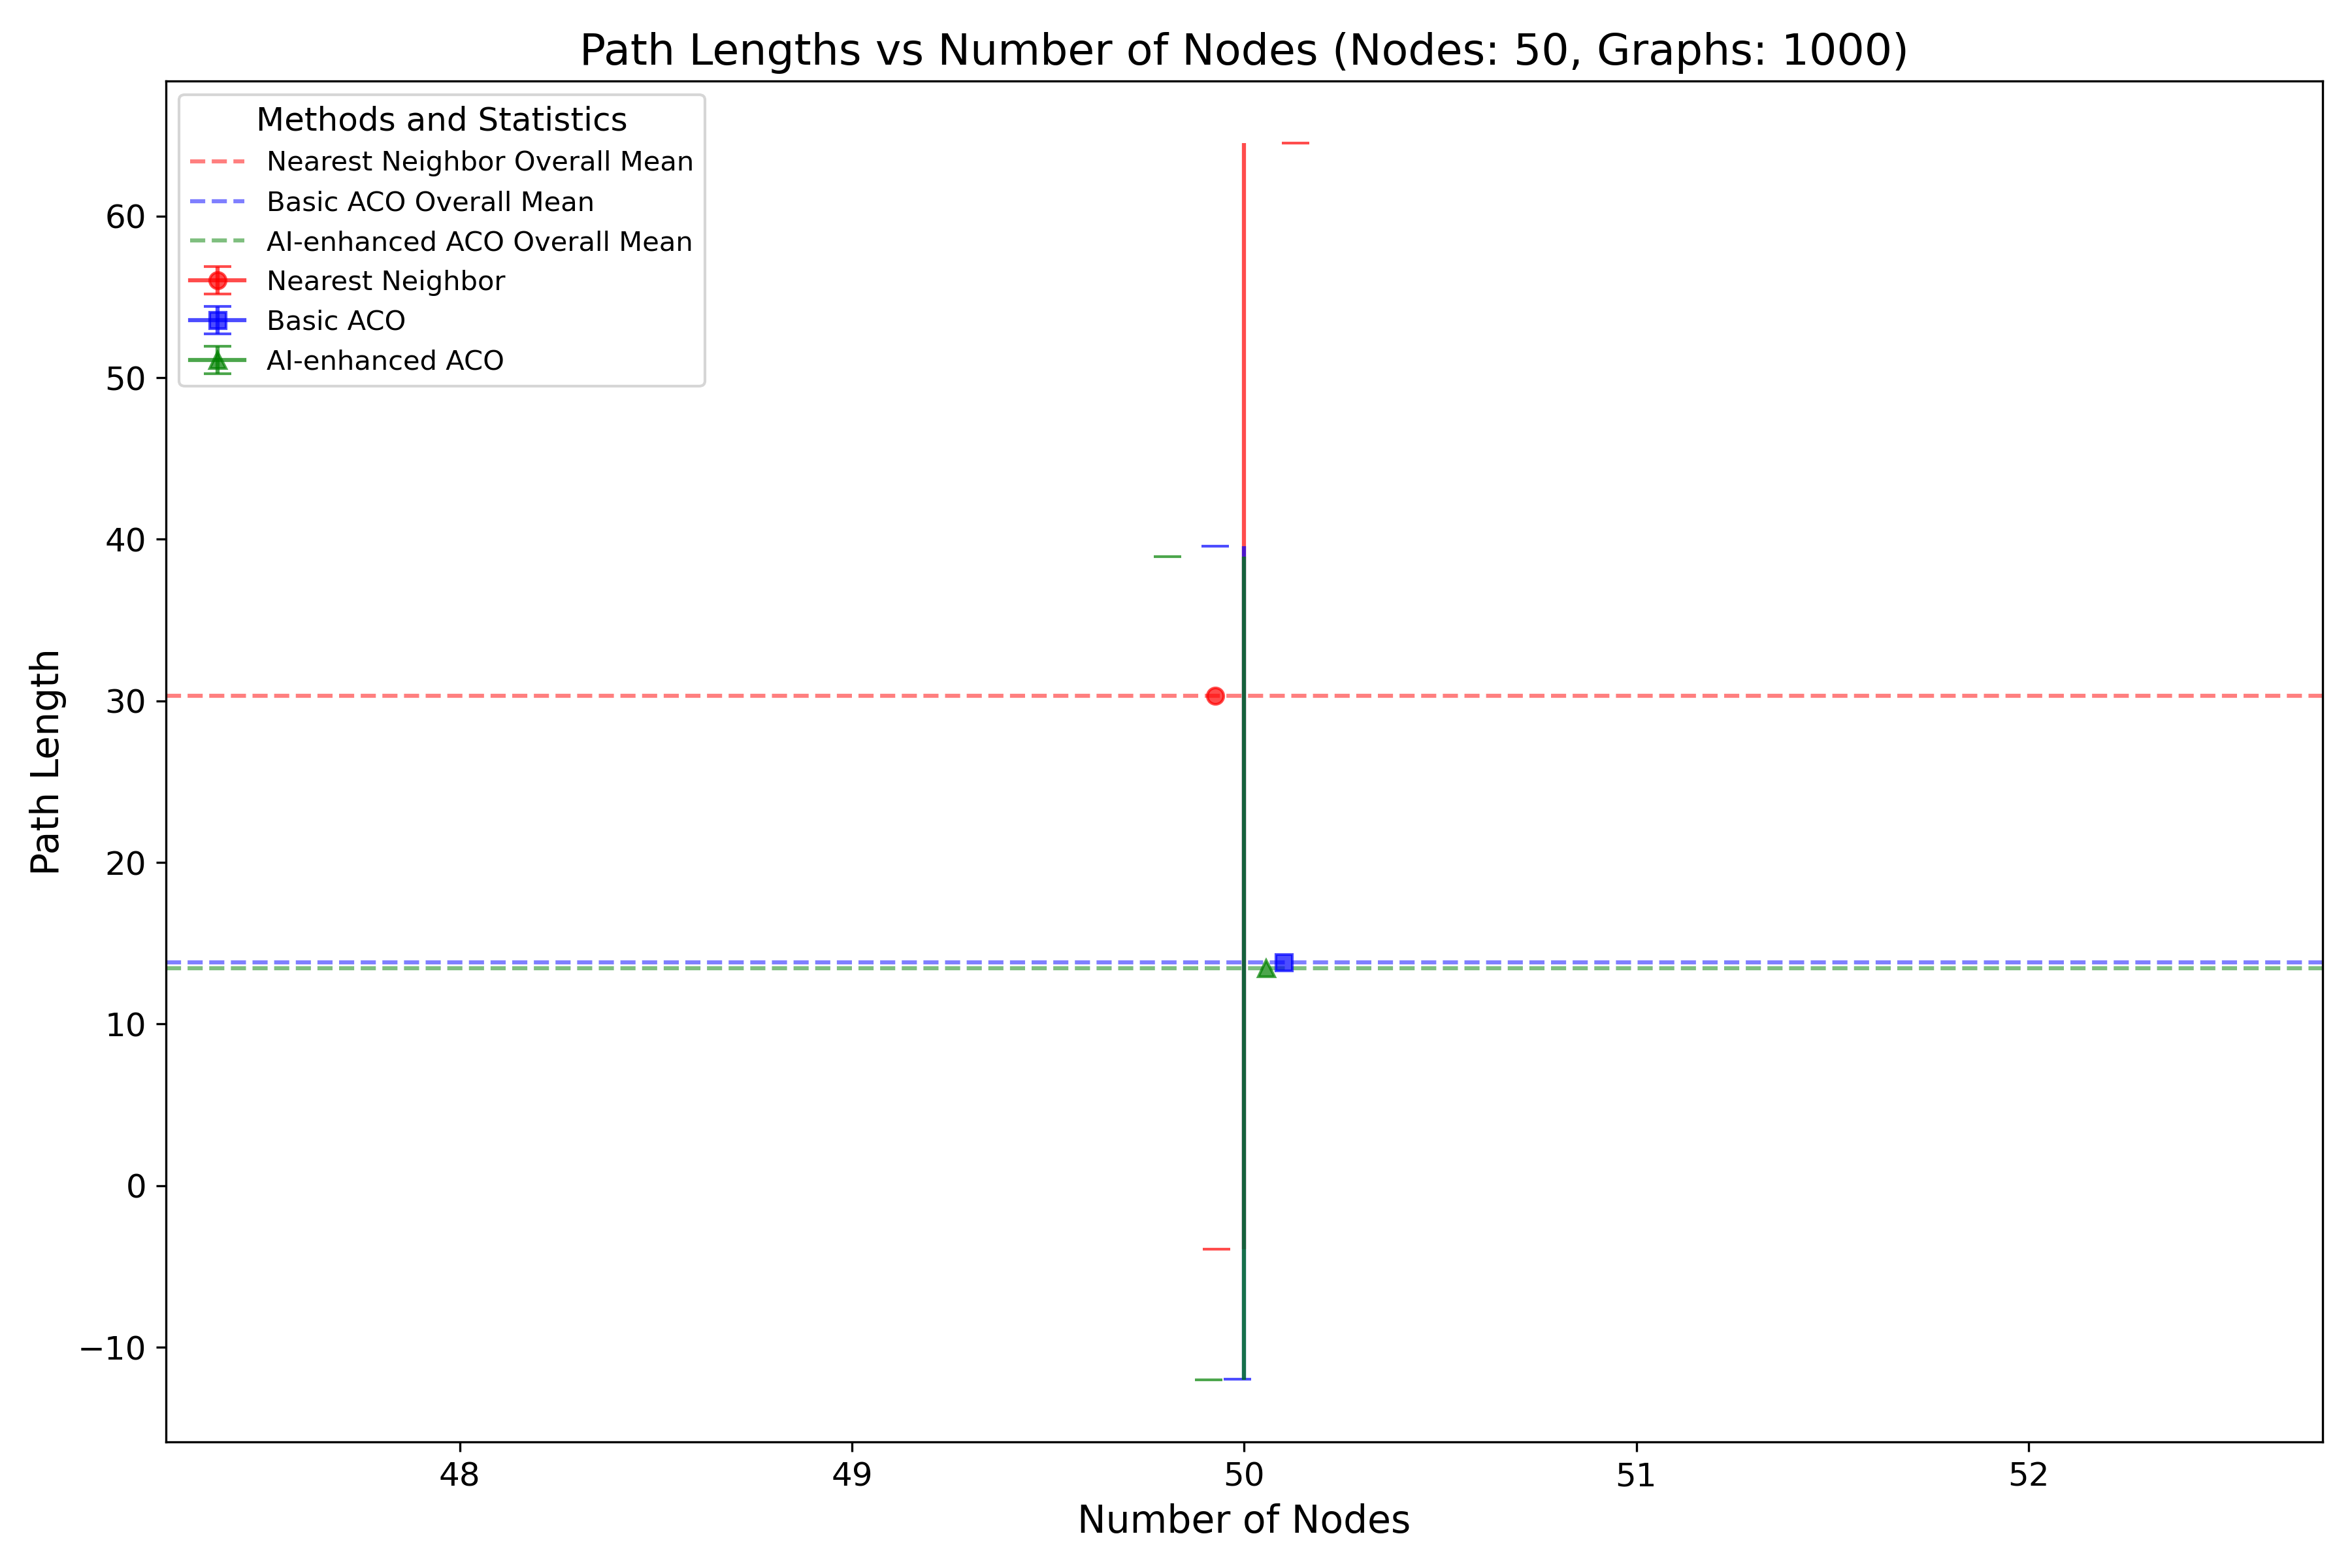 Path Lengths vs Number of Nodes (Nodes: 50, Graphs: 1000)
Methods and Statistics
Nearest Neighbor Overall Mean
Basic ACO Overall Mean
AI-enhanced ACO Overall Mean
Nearest Neighbor
Basic ACO
AI-enhanced ACO
Path Length
60
50
40
30
20
10
0
−10
48
49
50
51
52
Number of Nodes